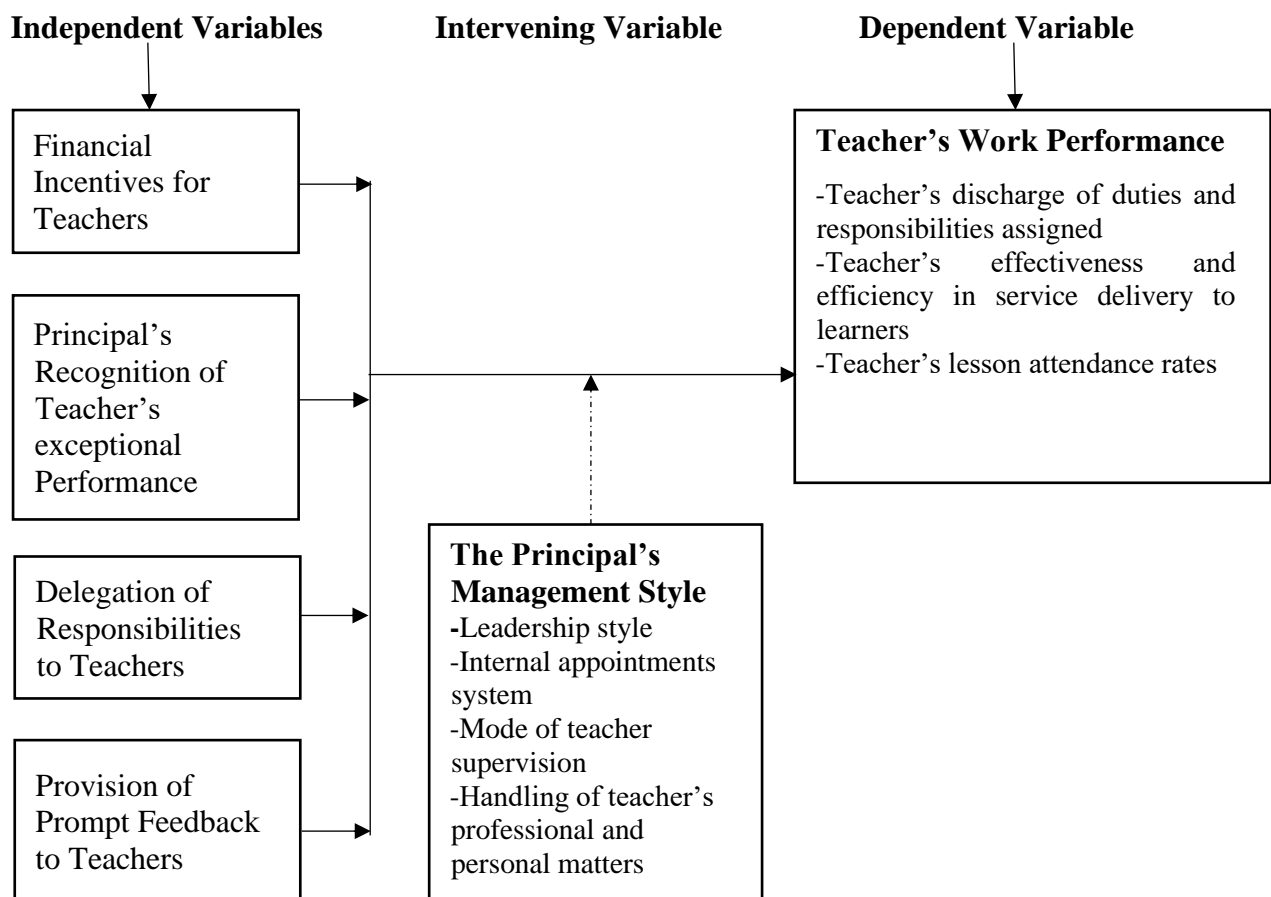 Independent Variables
Intervening Variable
Dependent Variable
Financial
Incentives for
Teachers
Principal’s
Recognition of
Teacher’s
exceptional
Performance
Delegation of
Responsibilities
to Teachers
Provision of
Prompt Feedback
to Teachers
The Principal’s
Management Style
-Leadership style
-Internal appointments
system
-Mode of teacher
supervision
-Handling of teacher’s
professional and
personal matters
Teacher’s Work Performance
-Teacher’s discharge of duties and
responsibilities assigned
-Teacher’s effectiveness and
efficiency in service delivery to
learners
-Teacher’s lesson attendance rates